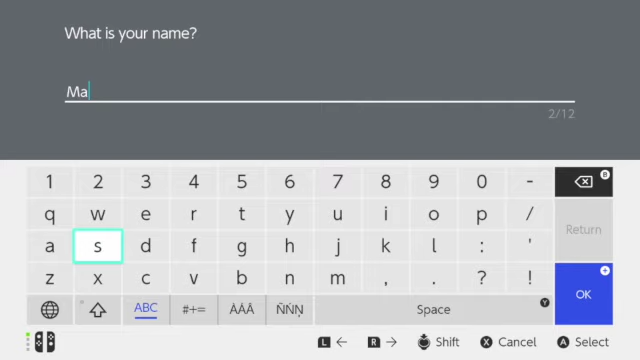 What is your name?
Ma
2/12
1 2 3 4 5 6 7 8 9 0 - B
q w e r t y u i o p / Return
a s d f g h j k l : '
z x c v b n m , . ? ! OK
ABC #+= ÀÁÂ ÑŃŅ Space Y
L ← R → Shift X Cancel A Select